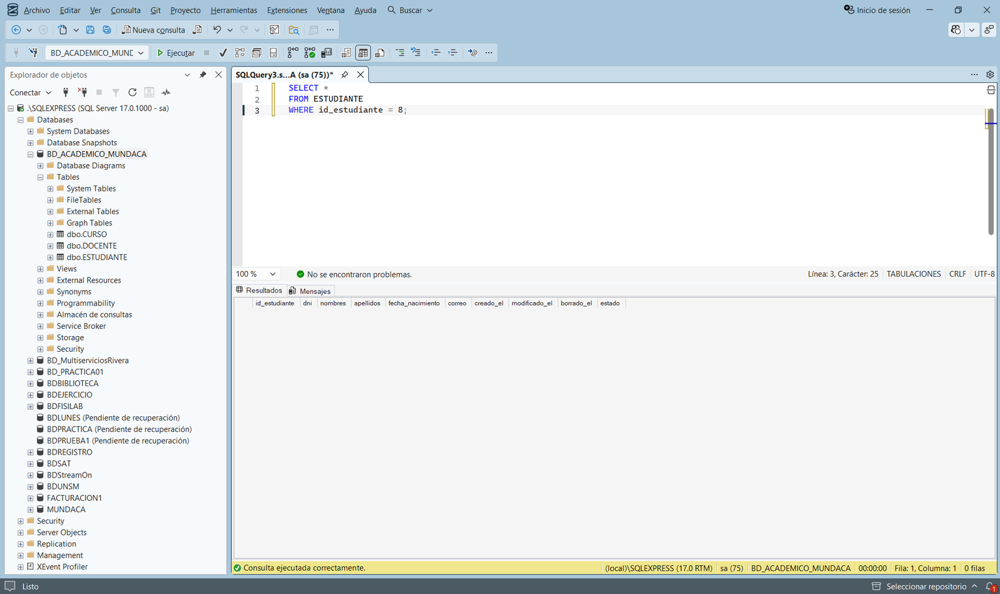 Archivo Editar Ver Consulta Git Proyecto Herramientas Extensiones Ventana Ayuda Buscar Inicio de sesión
Nueva consulta
BD_ACADEMICO_MUND Ejecutar
Explorador de objetos
Conectar
.\SQLEXPRESS (SQL Server 17.0.1000 - sa)
Databases
System Databases
Database Snapshots
BD_ACADEMICO_MUNDACA
Database Diagrams
Tables
System Tables
FileTables
External Tables
Graph Tables
dbo.CURSO
dbo.DOCENTE
dbo.ESTUDIANTE
Views
External Resources
Synonyms
Programmability
Almacén de consultas
Service Broker
Storage
Security
BD_MultiserviciosRivera
BD_PRACTICA01
BDBIBLIOTECA
BDEJERCICIO
BDFISILAB
BDLUNES (Pendiente de recuperación)
BDPRACTICA (Pendiente de recuperación)
BDPRUEBA1 (Pendiente de recuperación)
BDREGISTRO
BDSAT
BDStreamOn
BDUNSM
FACTURACION1
MUNDACA
Security
Server Objects
Replication
Management
XEvent Profiler
SQLQuery3.s...A (sa (75))*
1 SELECT *
2 FROM ESTUDIANTE
3 WHERE id_estudiante = 8;
100 % No se encontraron problemas. Línea: 3, Carácter: 25 TABULACIONES CRLF UTF-8
Resultados Mensajes
id_estudiante dni nombres apellidos fecha_nacimiento correo creado_el modificado_el borrado_el estado
Consulta ejecutada correctamente. (local)\SQLEXPRESS (17.0 RTM) sa (75) BD_ACADEMICO_MUNDACA 00:00:00 Fila: 1, Columna: 1 0 filas
Listo Seleccionar repositorio 1